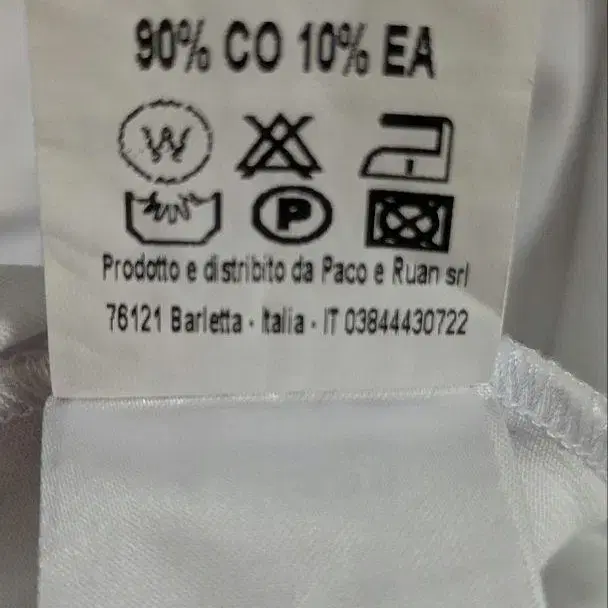 90% CO 10% EA
W
P
Prodotto e distribito da Paco e Ruan srl
76121 Barletta - Italia - IT 03844430722